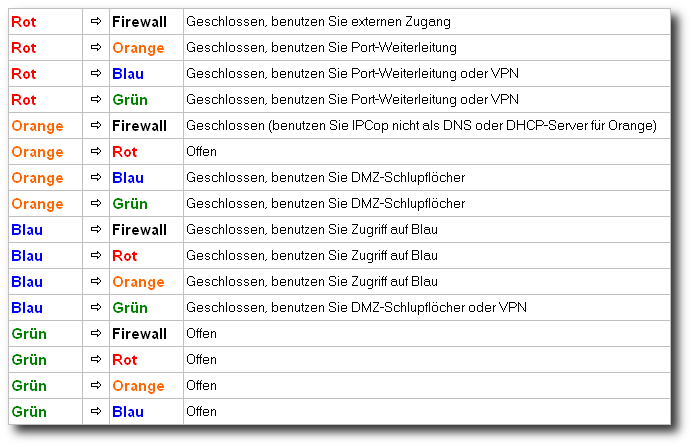 Rot ⇨ Firewall Geschlossen, benutzen Sie externen Zugang
Rot ⇨ Orange Geschlossen, benutzen Sie Port-Weiterleitung
Rot ⇨ Blau Geschlossen, benutzen Sie Port-Weiterleitung oder VPN
Rot ⇨ Grün Geschlossen, benutzen Sie Port-Weiterleitung oder VPN
Orange ⇨ Firewall Geschlossen (benutzen Sie IPCop nicht als DNS oder DHCP-Server für Orange)
Orange ⇨ Rot Offen
Orange ⇨ Blau Geschlossen, benutzen Sie DMZ-Schlupflöcher
Orange ⇨ Grün Geschlossen, benutzen Sie DMZ-Schlupflöcher
Blau ⇨ Firewall Geschlossen, benutzen Sie Zugriff auf Blau
Blau ⇨ Rot Geschlossen, benutzen Sie Zugriff auf Blau
Blau ⇨ Orange Geschlossen, benutzen Sie Zugriff auf Blau
Blau ⇨ Grün Geschlossen, benutzen Sie DMZ-Schlupflöcher oder VPN
Grün ⇨ Firewall Offen
Grün ⇨ Rot Offen
Grün ⇨ Orange Offen
Grün ⇨ Blau Offen